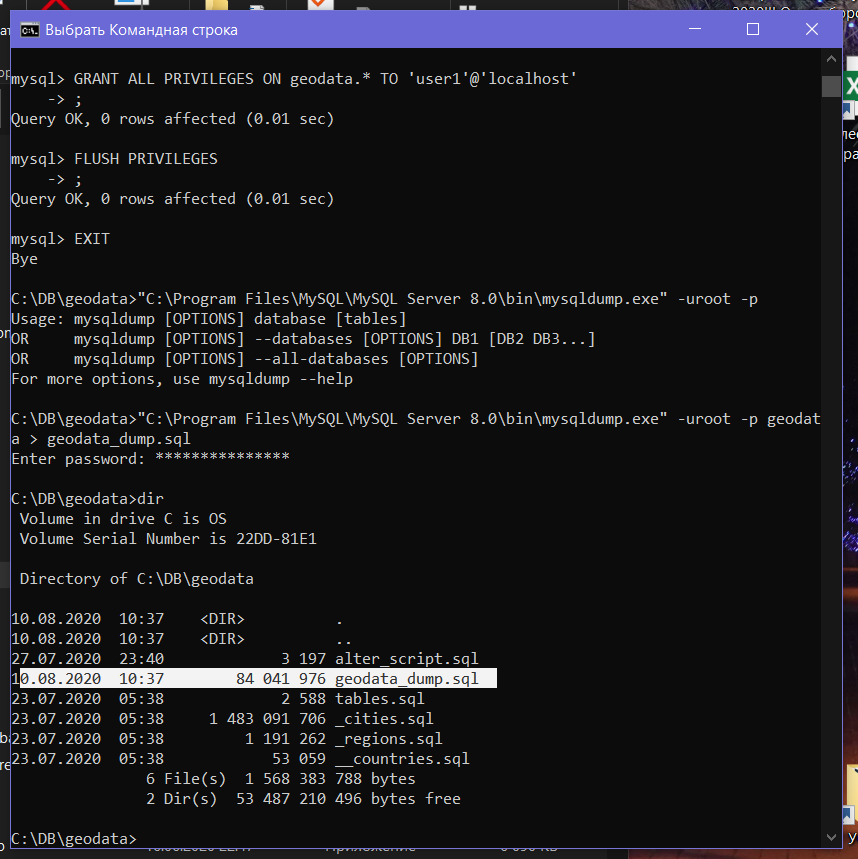 Выбрать Командная строка
mysql> GRANT ALL PRIVILEGES ON geodata.* TO 'user1'@'localhost'
    -> ;
Query OK, 0 rows affected (0.01 sec)
mysql> FLUSH PRIVILEGES
    -> ;
Query OK, 0 rows affected (0.01 sec)
mysql> EXIT
Bye
C:\DB\geodata>"C:\Program Files\MySQL\MySQL Server 8.0\bin\mysqldump.exe" -uroot -p
Usage: mysqldump [OPTIONS] database [tables]
OR     mysqldump [OPTIONS] --databases [OPTIONS] DB1 [DB2 DB3...]
OR     mysqldump [OPTIONS] --all-databases [OPTIONS]
For more options, use mysqldump --help
C:\DB\geodata>"C:\Program Files\MySQL\MySQL Server 8.0\bin\mysqldump.exe" -uroot -p geodat
a > geodata_dump.sql
Enter password: ***************
C:\DB\geodata>dir
 Volume in drive C is OS
 Volume Serial Number is 22DD-81E1
 Directory of C:\DB\geodata
10.08.2020  10:37    <DIR>          .
10.08.2020  10:37    <DIR>          ..
27.07.2020  23:40             3 197 alter_script.sql
10.08.2020  10:37        84 041 976 geodata_dump.sql
23.07.2020  05:38             2 588 tables.sql
23.07.2020  05:38     1 483 091 706 _cities.sql
23.07.2020  05:38         1 191 262 _regions.sql
23.07.2020  05:38            53 059 __countries.sql
               6 File(s)  1 568 383 788 bytes
               2 Dir(s)  53 487 210 496 bytes free
C:\DB\geodata>